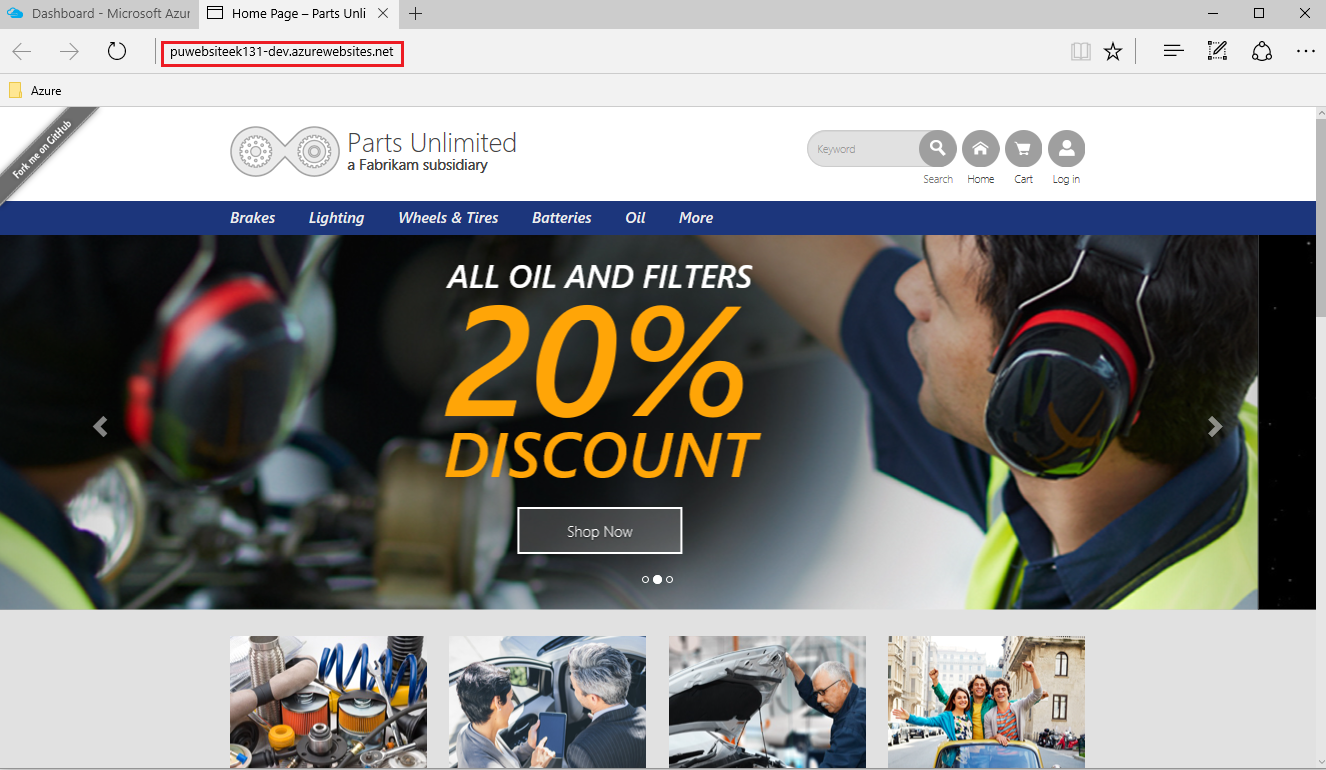 Dashboard - Microsoft Azur
Home Page – Parts Unli
puwebsiteek131-dev.azurewebsites.net
Azure
Fork me on GitHub
Parts Unlimited
a Fabrikam subsidiary
Keyword
Search Home Cart Log in
Brakes Lighting Wheels & Tires Batteries Oil More
ALL OIL AND FILTERS
20%
DISCOUNT
Shop Now